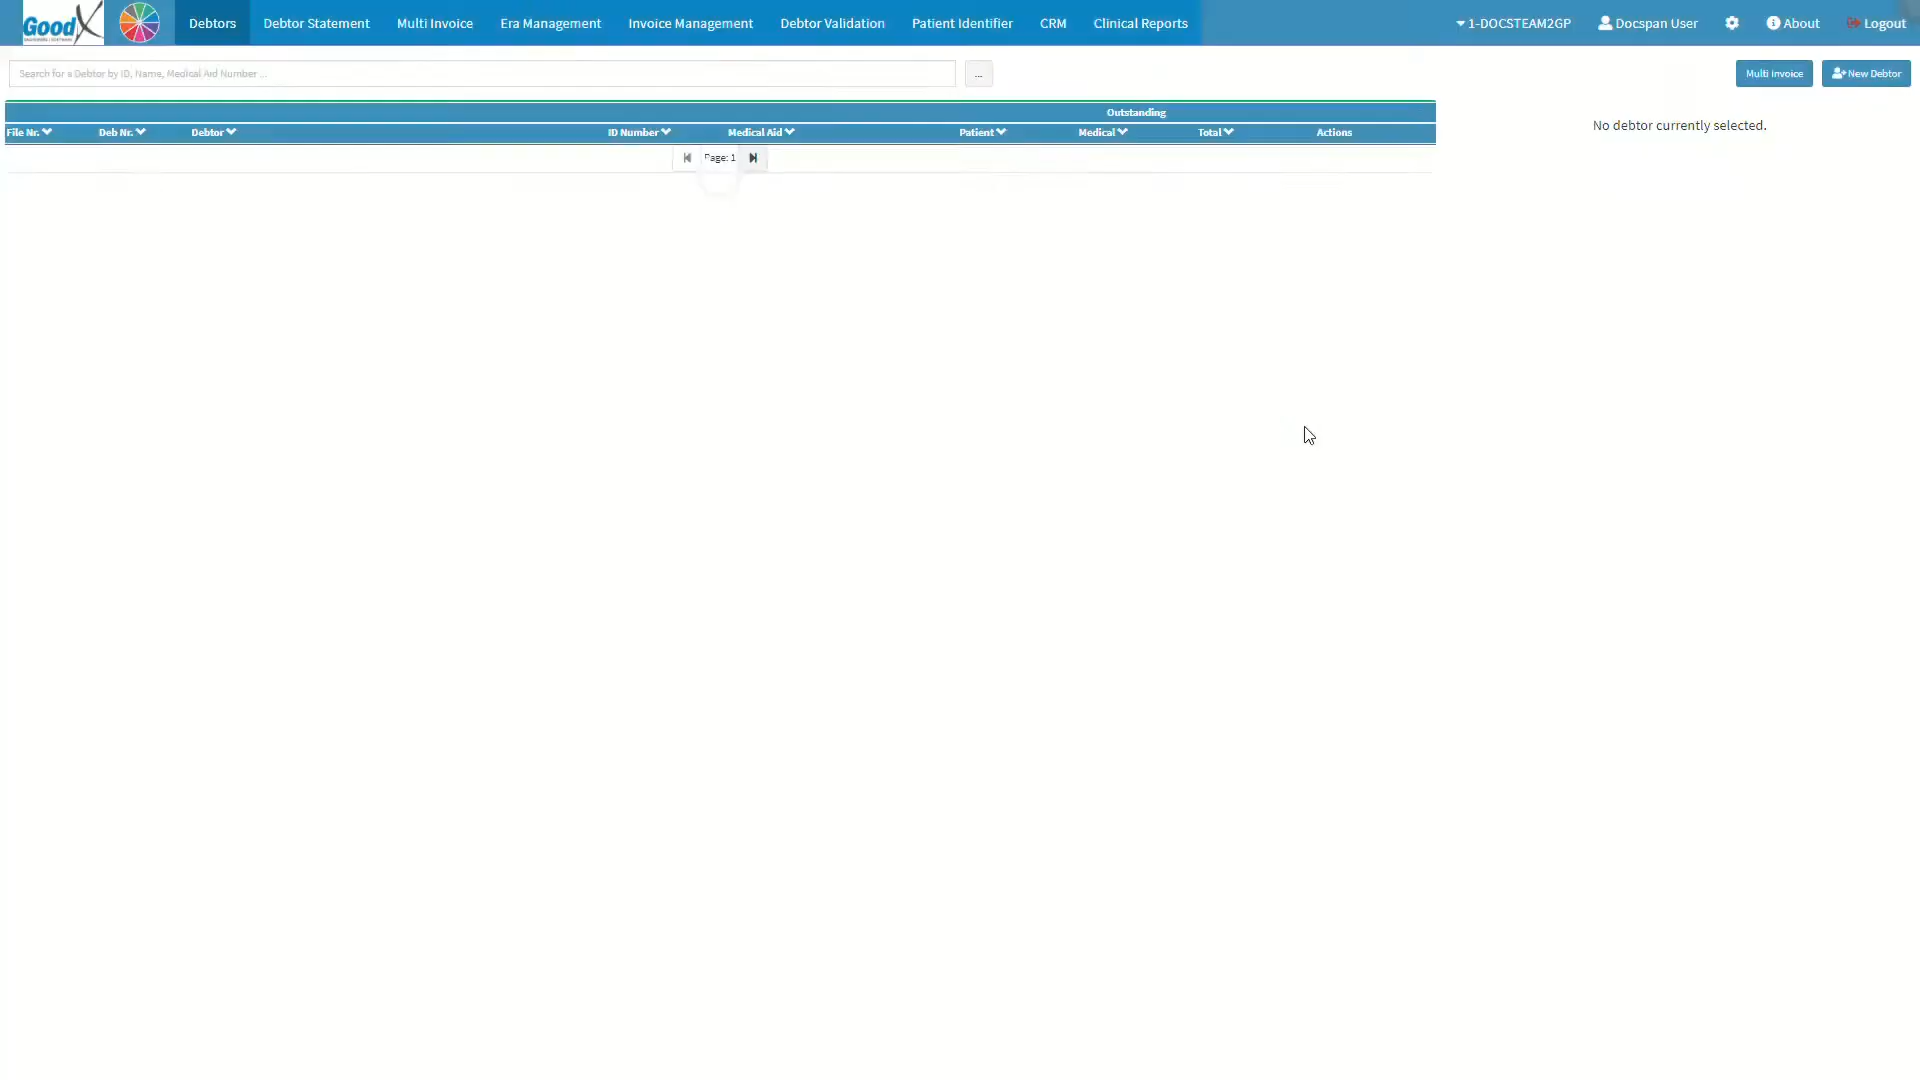 GoodX
Debtors Debtor Statement Multi Invoice Era Management Invoice Management Debtor Validation Patient Identifier CRM Clinical Reports 1-DOCSTEAM2GP Docspan User About Logout
Search for a Debtor by ID, Name, Medical Aid Number ... ... Multi Invoice New Debtor
Outstanding
File Nr. Deb Nr. Debtor ID Number Medical Aid Patient Medical Total Actions
No debtor currently selected.
Page: 1